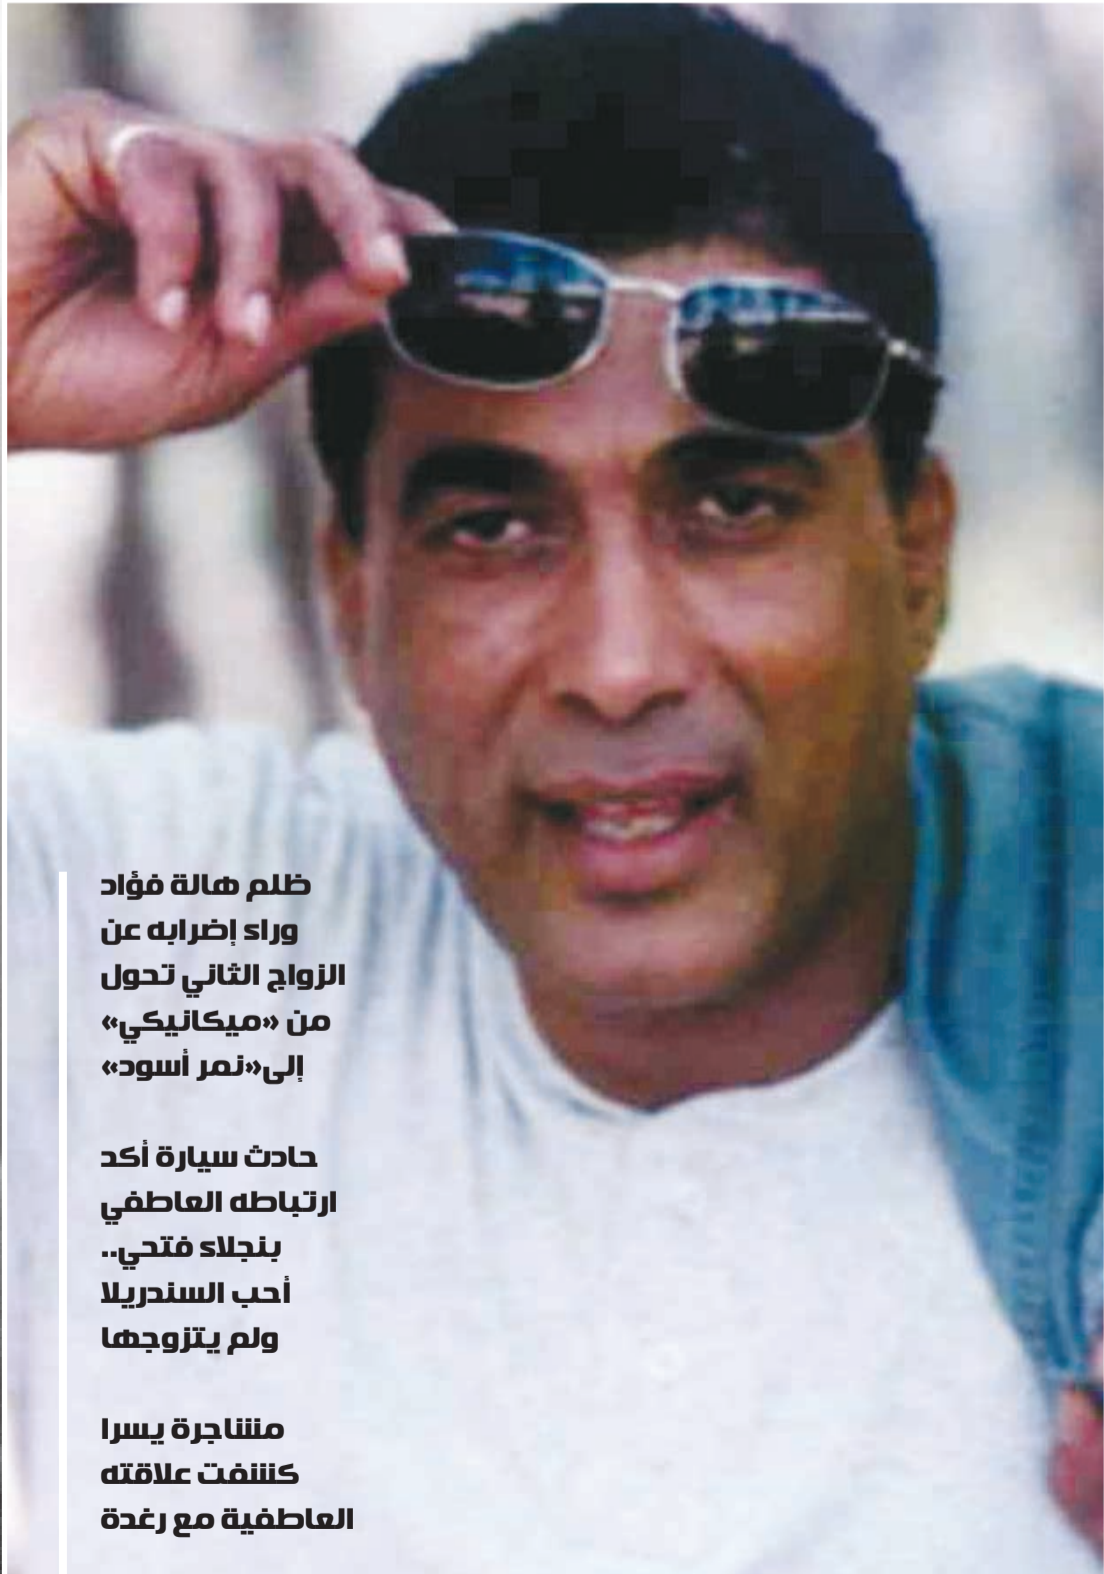 ظلم هالة فؤاد
وراء إضرابه عن
الزواج الثاني تحول
من «ميكانيكي»
إلى«نمر أسود»
حادث سيارة أكد
ارتباطه العاطفي
بنجلاء فتحي..
أحب السندريلا
ولم يتزوجها
مشاجرة يسرا
كشفت علاقته
العاطفية مع رغدة